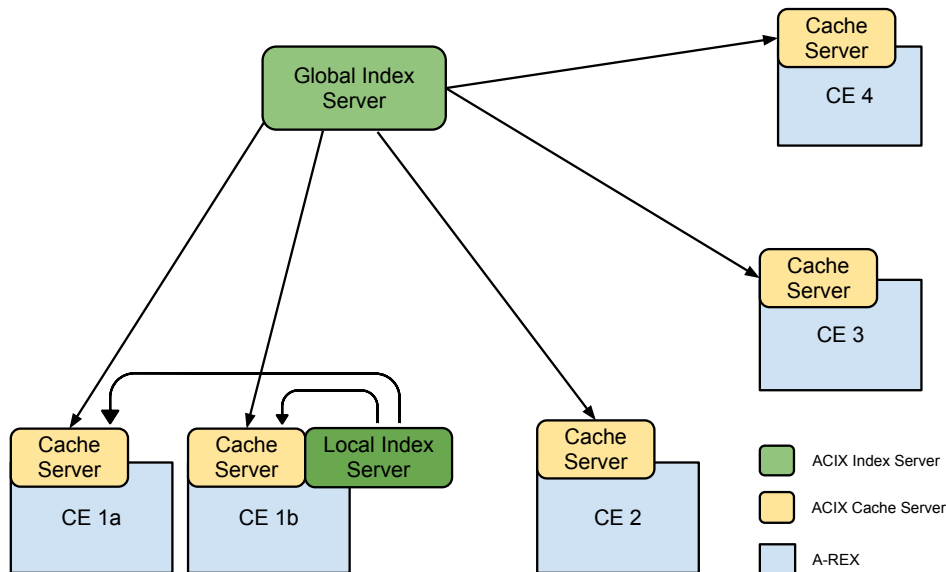 Cache
Server
CE 4
Global Index
Server
Cache
Server
CE 3
Cache
Server
CE 1a
Cache
Server
Local Index
Server
CE 1b
Cache
Server
CE 2
ACIX Index Server
ACIX Cache Server
A-REX